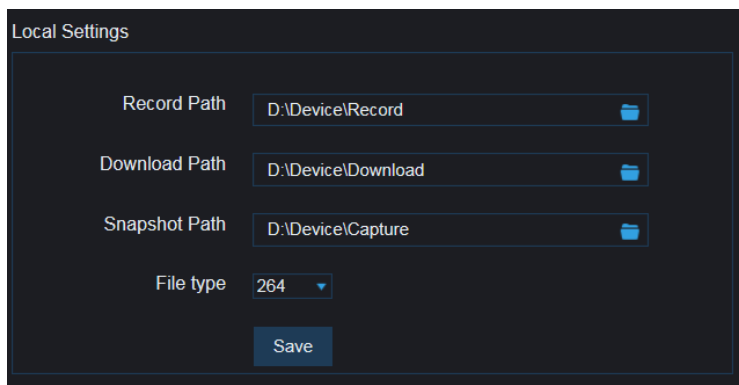 Local Settings
Record Path D:\Device\Record
Download Path D:\Device\Download
Snapshot Path D:\Device\Capture
File type 264
Save